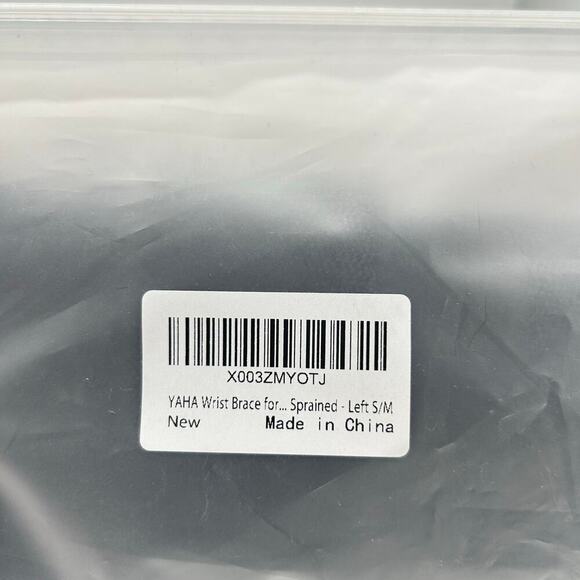 X003ZMYOTJ
YAHA Wrist Brace for... Sprained - Left S/M
New Made in China